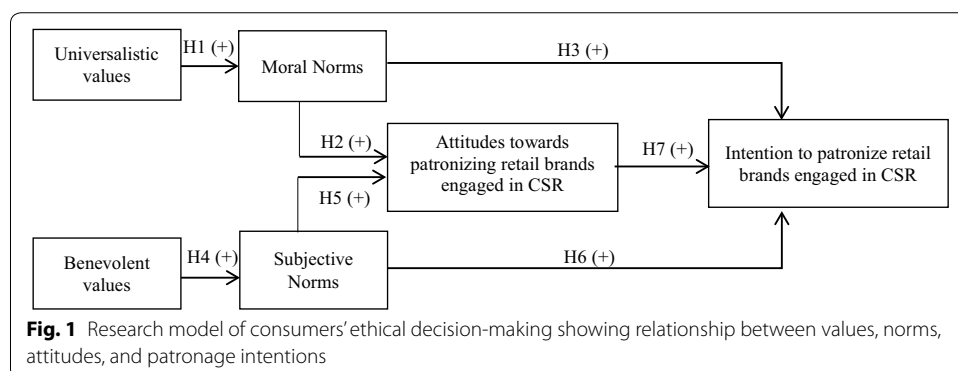 H1 (+)
H3 (+)
Universalistic
values
Moral Norms
H2 (+)
Attitudes towards
patronizing retail brands
engaged in CSR
H7 (+)
Intention to patronize retail
brands engaged in CSR
H5 (+)
H4 (+)
Benevolent
values
Subjective
Norms
H6 (+)
Fig. 1 Research model of consumers' ethical decision-making showing relationship between values, norms,
attitudes, and patronage intentions